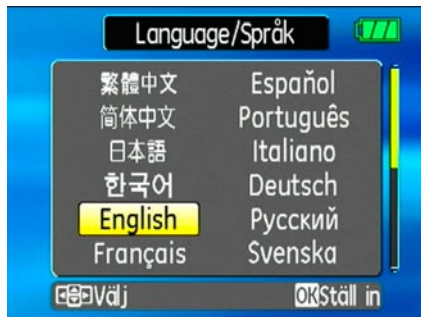 Language/Språk
繁體中文 Español
简体中文 Português
日本語 Italiano
한국어 Deutsch
English Русский
Français Svenska
Välj OK Ställ in